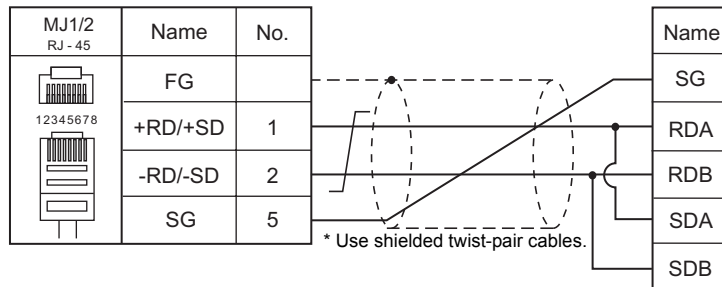 MJ1/2 Name No. Name
RJ - 45
FG SG
12345678
+RD/+SD 1 RDA
-RD/-SD 2 RDB
SG 5 SDA
* Use shielded twist-pair cables.
SDB